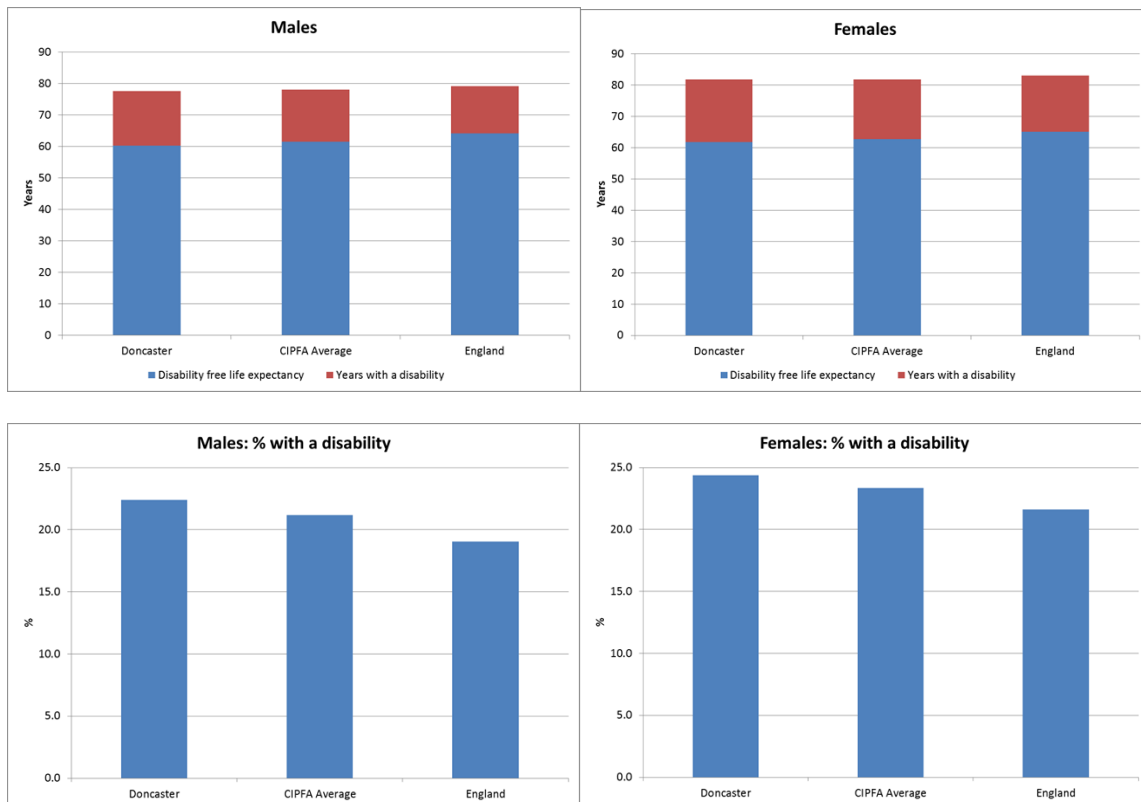 Males
90
80
70
60
50
40
30
20
10
0
Years
Doncaster CIPFA Average England
Disability free life expectancy Years with a disability
Females
90
80
70
60
50
40
30
20
10
0
Years
Doncaster CIPFA Average England
Disability free life expectancy Years with a disability
Males: % with a disability
25.0
20.0
15.0
10.0
5.0
0.0
%
Doncaster CIPFA Average England
Females: % with a disability
25.0
20.0
15.0
10.0
5.0
0.0
%
Doncaster CIPFA Average England